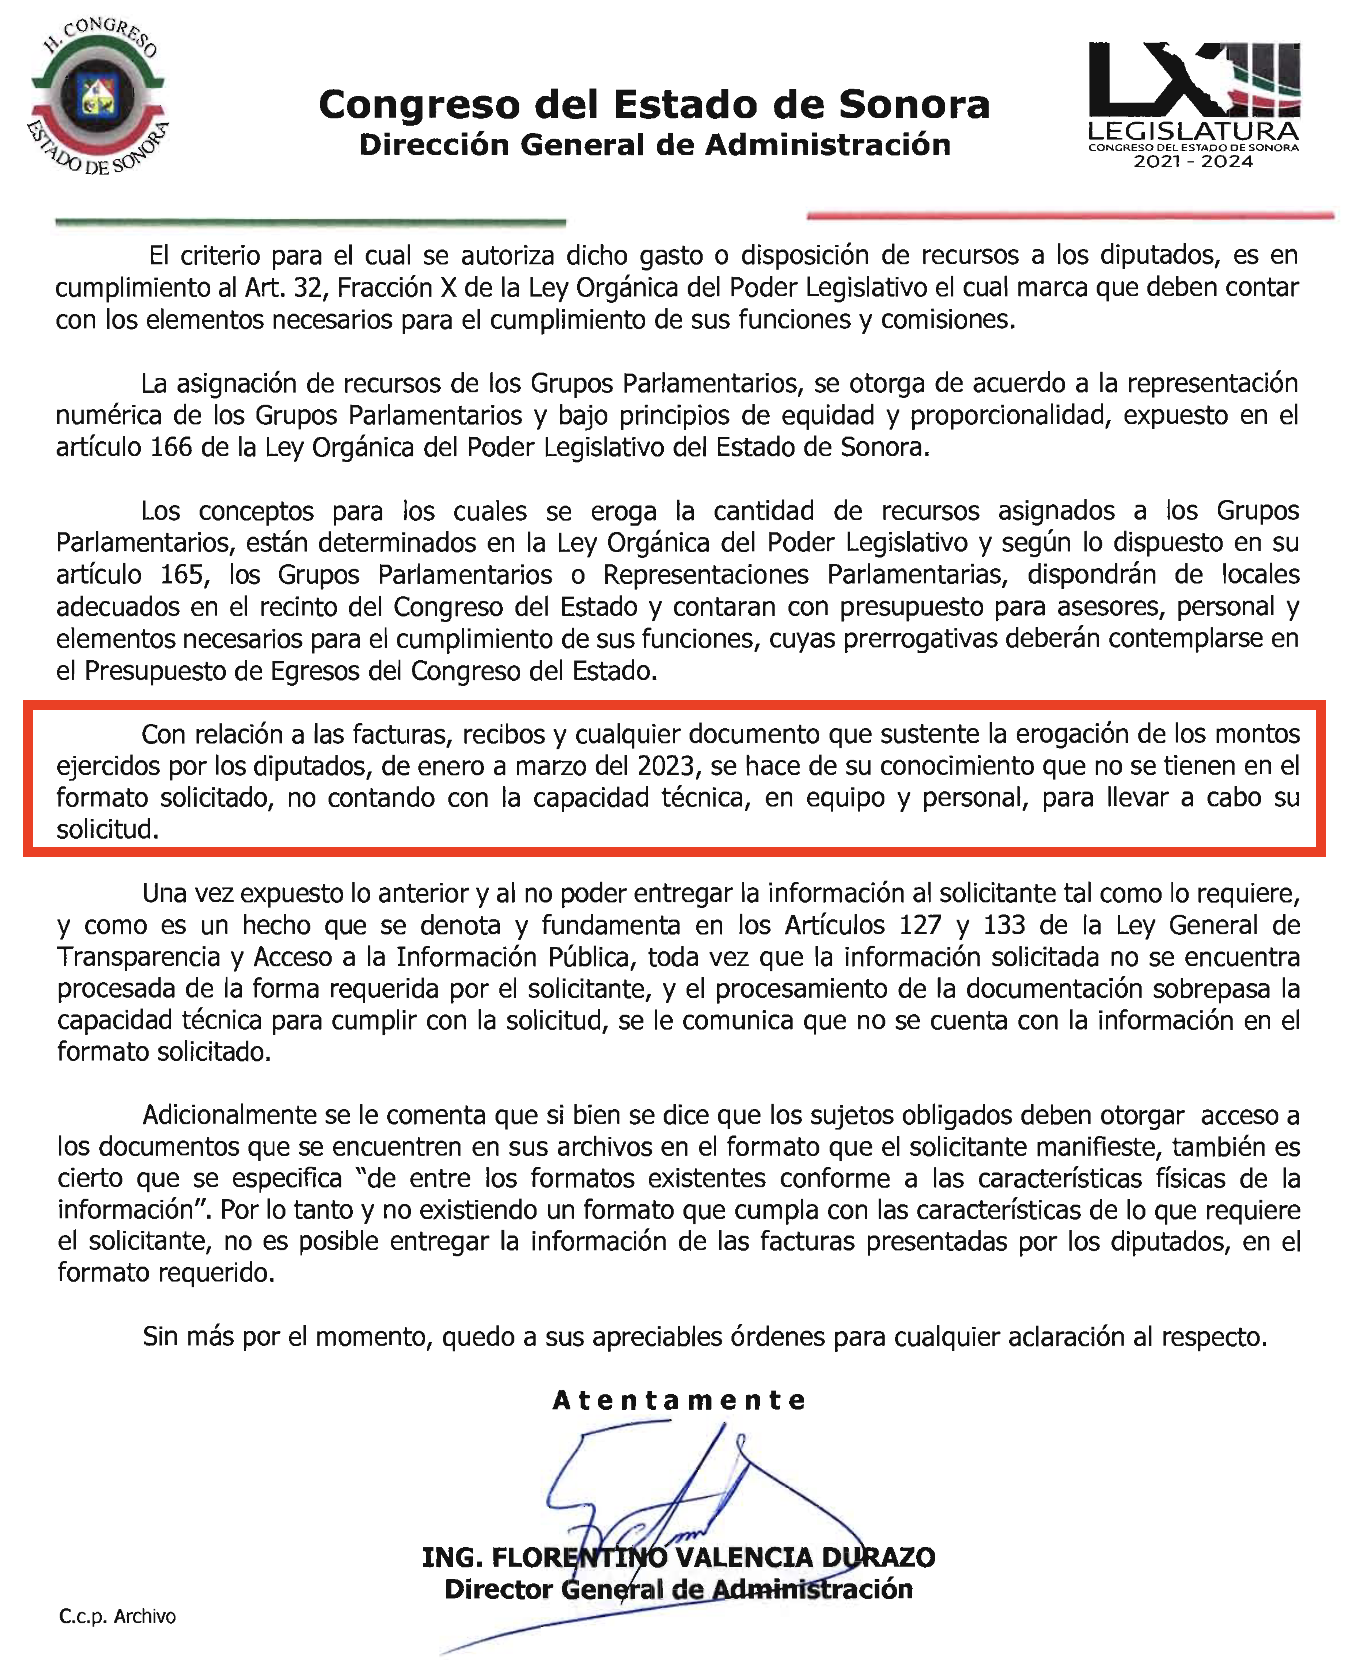 H. CONGRESO
ESTADO DE SONORA
Congreso del Estado de Sonora
Dirección General de Administración
LXIII
LEGISLATURA
CONGRESO DEL ESTADO DE SONORA
2021 - 2024
El criterio para el cual se autoriza dicho gasto o disposición de recursos a los diputados, es en
cumplimiento al Art. 32, Fracción X de la Ley Orgánica del Poder Legislativo el cual marca que deben contar
con los elementos necesarios para el cumplimiento de sus funciones y comisiones.
La asignación de recursos de los Grupos Parlamentarios, se otorga de acuerdo a la representación
numérica de los Grupos Parlamentarios y bajo principios de equidad y proporcionalidad, expuesto en el
artículo 166 de la Ley Orgánica del Poder Legislativo del Estado de Sonora.
Los conceptos para los cuales se eroga la cantidad de recursos asignados a los Grupos
Parlamentarios, están determinados en la Ley Orgánica del Poder Legislativo y según lo dispuesto en su
artículo 165, los Grupos Parlamentarios o Representaciones Parlamentarias, dispondrán de locales
adecuados en el recinto del Congreso del Estado y contaran con presupuesto para asesores, personal y
elementos necesarios para el cumplimiento de sus funciones, cuyas prerrogativas deberán contemplarse en
el Presupuesto de Egresos del Congreso del Estado.
Con relación a las facturas, recibos y cualquier documento que sustente la erogación de los montos
ejercidos por los diputados, de enero a marzo del 2023, se hace de su conocimiento que no se tienen en el
formato solicitado, no contando con la capacidad técnica, en equipo y personal, para llevar a cabo su
solicitud.
Una vez expuesto lo anterior y al no poder entregar la información al solicitante tal como lo requiere,
y como es un hecho que se denota y fundamenta en los Artículos 127 y 133 de la Ley General de
Transparencia y Acceso a la Información Pública, toda vez que la información solicitada no se encuentra
procesada de la forma requerida por el solicitante, y el procesamiento de la documentación sobrepasa la
capacidad técnica para cumplir con la solicitud, se le comunica que no se cuenta con la información en el
formato solicitado.
Adicionalmente se le comenta que si bien se dice que los sujetos obligados deben otorgar acceso a
los documentos que se encuentren en sus archivos en el formato que el solicitante manifieste, también es
cierto que se especifica "de entre los formatos existentes conforme a las características físicas de la
información". Por lo tanto y no existiendo un formato que cumpla con las características de lo que requiere
el solicitante, no es posible entregar la información de las facturas presentadas por los diputados, en el
formato requerido.
Sin más por el momento, quedo a sus apreciables órdenes para cualquier aclaración al respecto.
Atentamente
ING. FLORENTINO VALENCIA DURAZO
Director General de Administración
C.c.p. Archivo